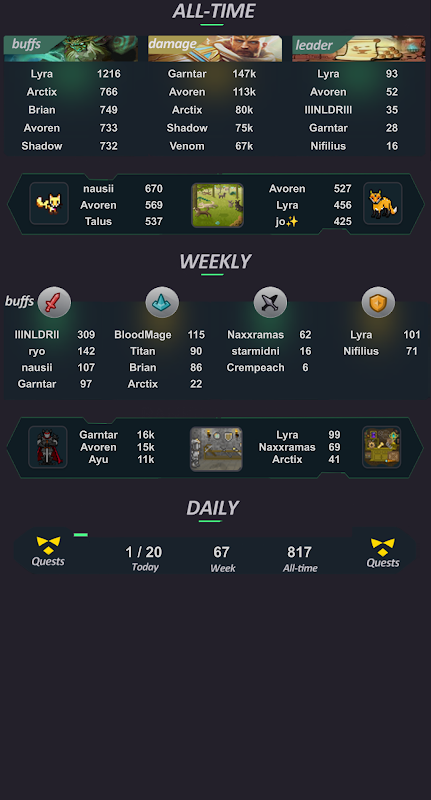 ALL-TIME
buffs
Lyra 1216
Arctix 766
Brian 749
Avoren 733
Shadow 732
damage
Garntar 147k
Avoren 113k
Arctix 80k
Shadow 75k
Venom 67k
leader
Lyra 93
Avoren 52
IIINLDRIII 35
Garntar 28
Nifilius 16
nausii 670
Avoren 569
Talus 537
Avoren 527
Lyra 456
jo✨ 425
WEEKLY
buffs
IIINLDRII 309
ryo 142
nausii 107
Garntar 97
BloodMage 115
Titan 90
Brian 86
Arctix 22
Naxxramas 62
starmidni 16
Crempeach 6
Lyra 101
Nifilius 71
Garntar 16k
Avoren 15k
Ayu 11k
Lyra 99
Naxxramas 69
Arctix 41
DAILY
Quests
1 / 20
Today
67
Week
817
All-time
Quests